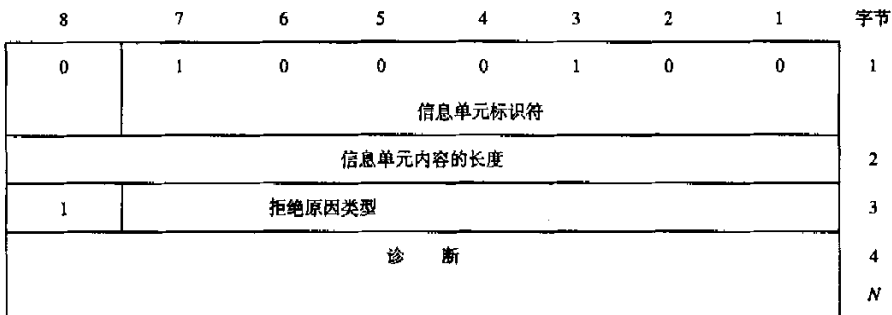 8 7 6 5 4 3 2 1 字节
0 1 0 0 0 1 0 0 1
信息单元标识符
信息单元内容的长度 2
1 拒绝原因类型 3
诊 断 4
N